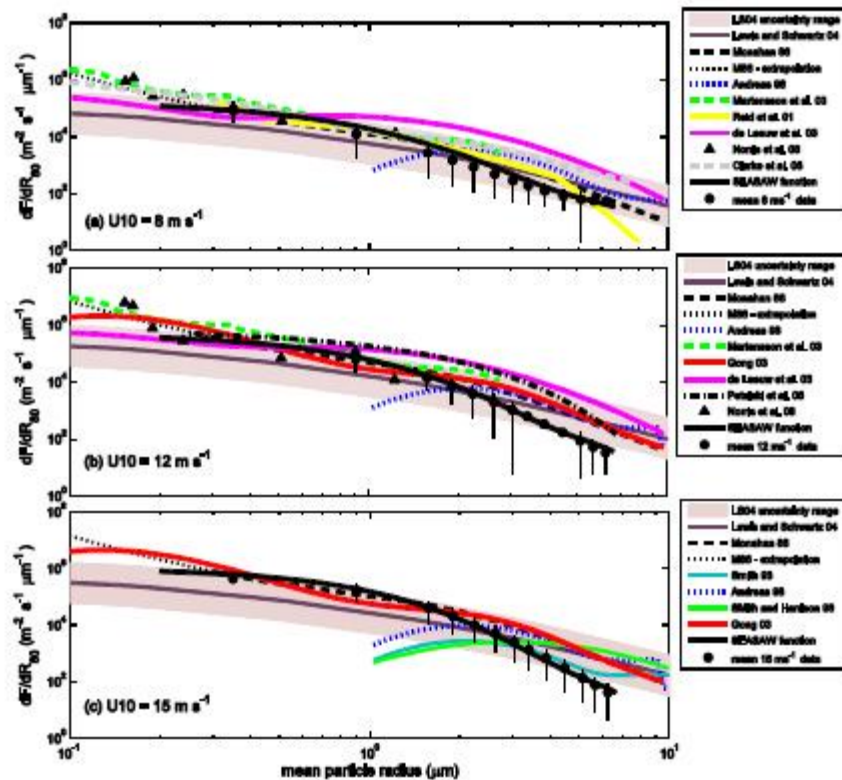 dF/dR80 (m-2 s-1 μm-1)
(a) U10 = 8 m s-1
LS04 uncertainty range
Lewis and Schwartz 04
Monahan 86
M86 - extrapolation
Andreas 98
Martensson et al. 03
Reid et al. 01
de Leeuw et al.
Norris et al. 08
Clarke et al. 06
SEASAW function
mean 8 ms-1 data
dF/dR80 (m-2 s-1 μm-1)
(b) U10 = 12 m s-1
LS04 uncertainty range
Lewis and Schwartz 04
Monahan 86
M86 - extrapolation
Andreas 98
Martensson et al. 03
Gong 03
de Leeuw et al.
et al.
Norris et al. 08
SEASAW function
mean 12 ms-1 data
dF/dR80 (m-2 s-1 μm-1)
(c) U10 = 15 m s-1
LS04 uncertainty range
Lewis and Schwartz 04
Monahan 86
M86 - extrapolation
Smith 93
Andreas 98
Smith and Harrison 98
Gong 03
SEASAW function
mean 15 ms-1 data
10-1 100 101
mean particle radius (μm)